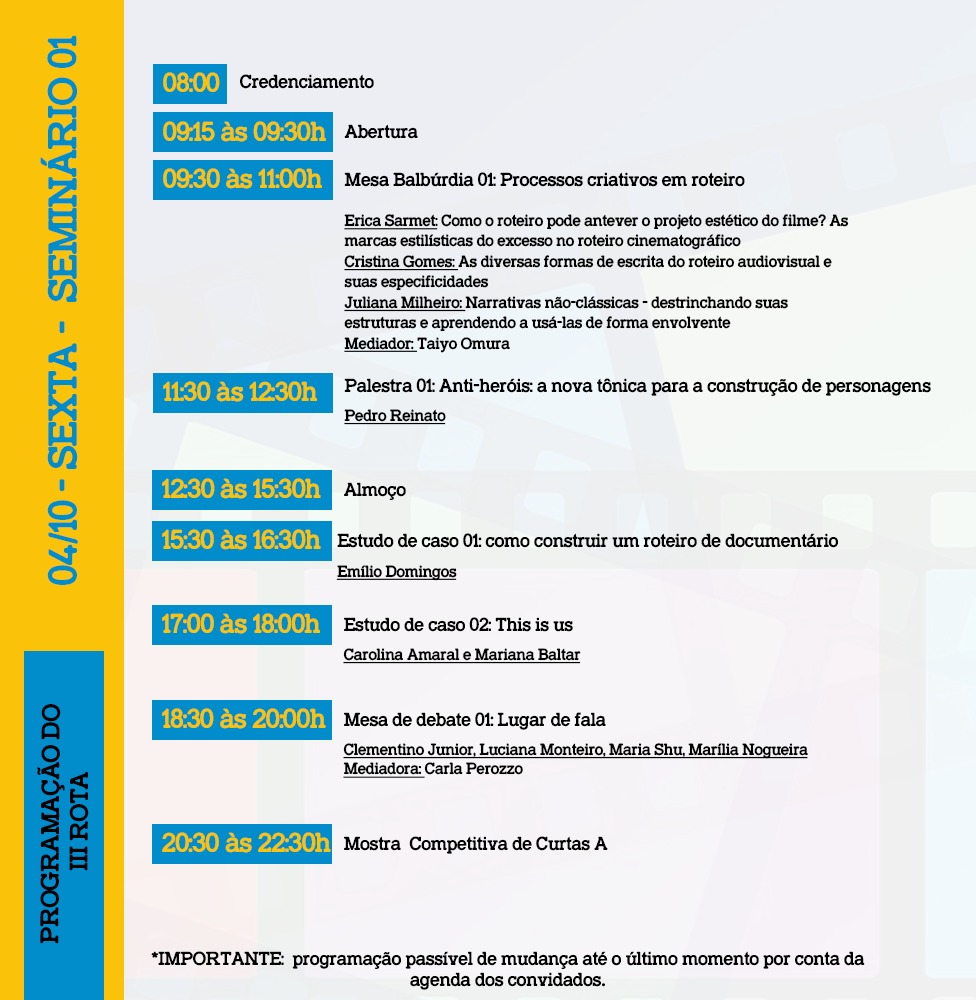 04/10 - SEXTA - SEMINÁRIO 01
PROGRAMAÇÃO DO
III ROTA
08:00 Credenciamento
09:15 às 09:30h Abertura
09:30 às 11:00h Mesa Balbúrdia 01: Processos criativos em roteiro
Erica Sarmet: Como o roteiro pode antever o projeto estético do filme? As
marcas estilísticas do excesso no roteiro cinematográfico
Cristina Gomes: As diversas formas de escrita do roteiro audiovisual e
suas especificidades
Juliana Milheiro: Narrativas não-clássicas - destrinchando suas
estruturas e aprendendo a usá-las de forma envolvente
Mediador: Taiyo Omura
11:30 às 12:30h Palestra 01: Anti-heróis: a nova tônica para a construção de personagens
Pedro Reinato
12:30 às 15:30h Almoço
15:30 às 16:30h Estudo de caso 01: como construir um roteiro de documentário
Emílio Domingos
17:00 às 18:00h Estudo de caso 02: This is us
Carolina Amaral e Mariana Baltar
18:30 às 20:00h Mesa de debate 01: Lugar de fala
Clementino Junior, Luciana Monteiro, Maria Shu, Marília Nogueira
Mediadora: Carla Perozzo
20:30 às 22:30h Mostra Competitiva de Curtas A
*IMPORTANTE: programação passível de mudança até o último momento por conta da
agenda dos convidados.